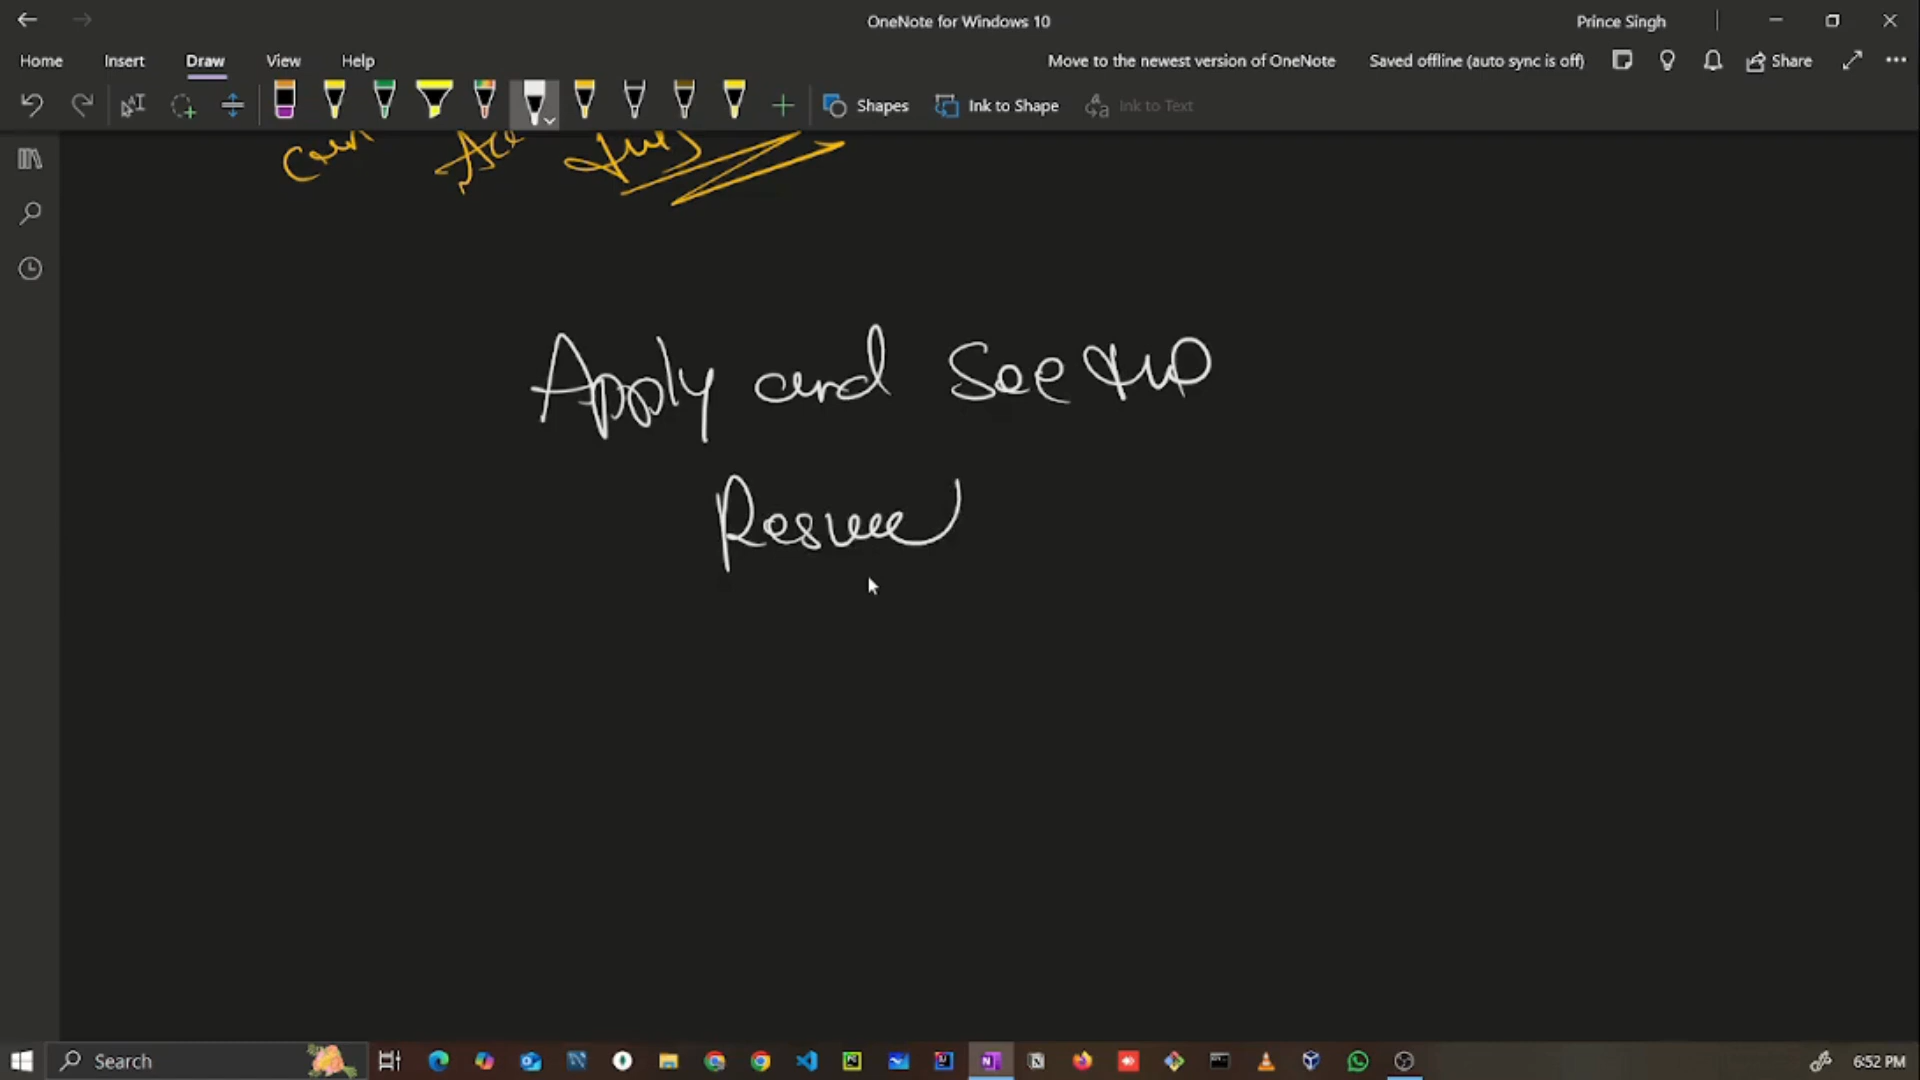 OneNote for Windows 10
Prince Singh
Home Insert Draw View Help
Move to the newest version of OneNote Saved offline (auto sync is off) Share
Shapes Ink to Shape Ink to Text
Apply and See the
Search
6:52 PM